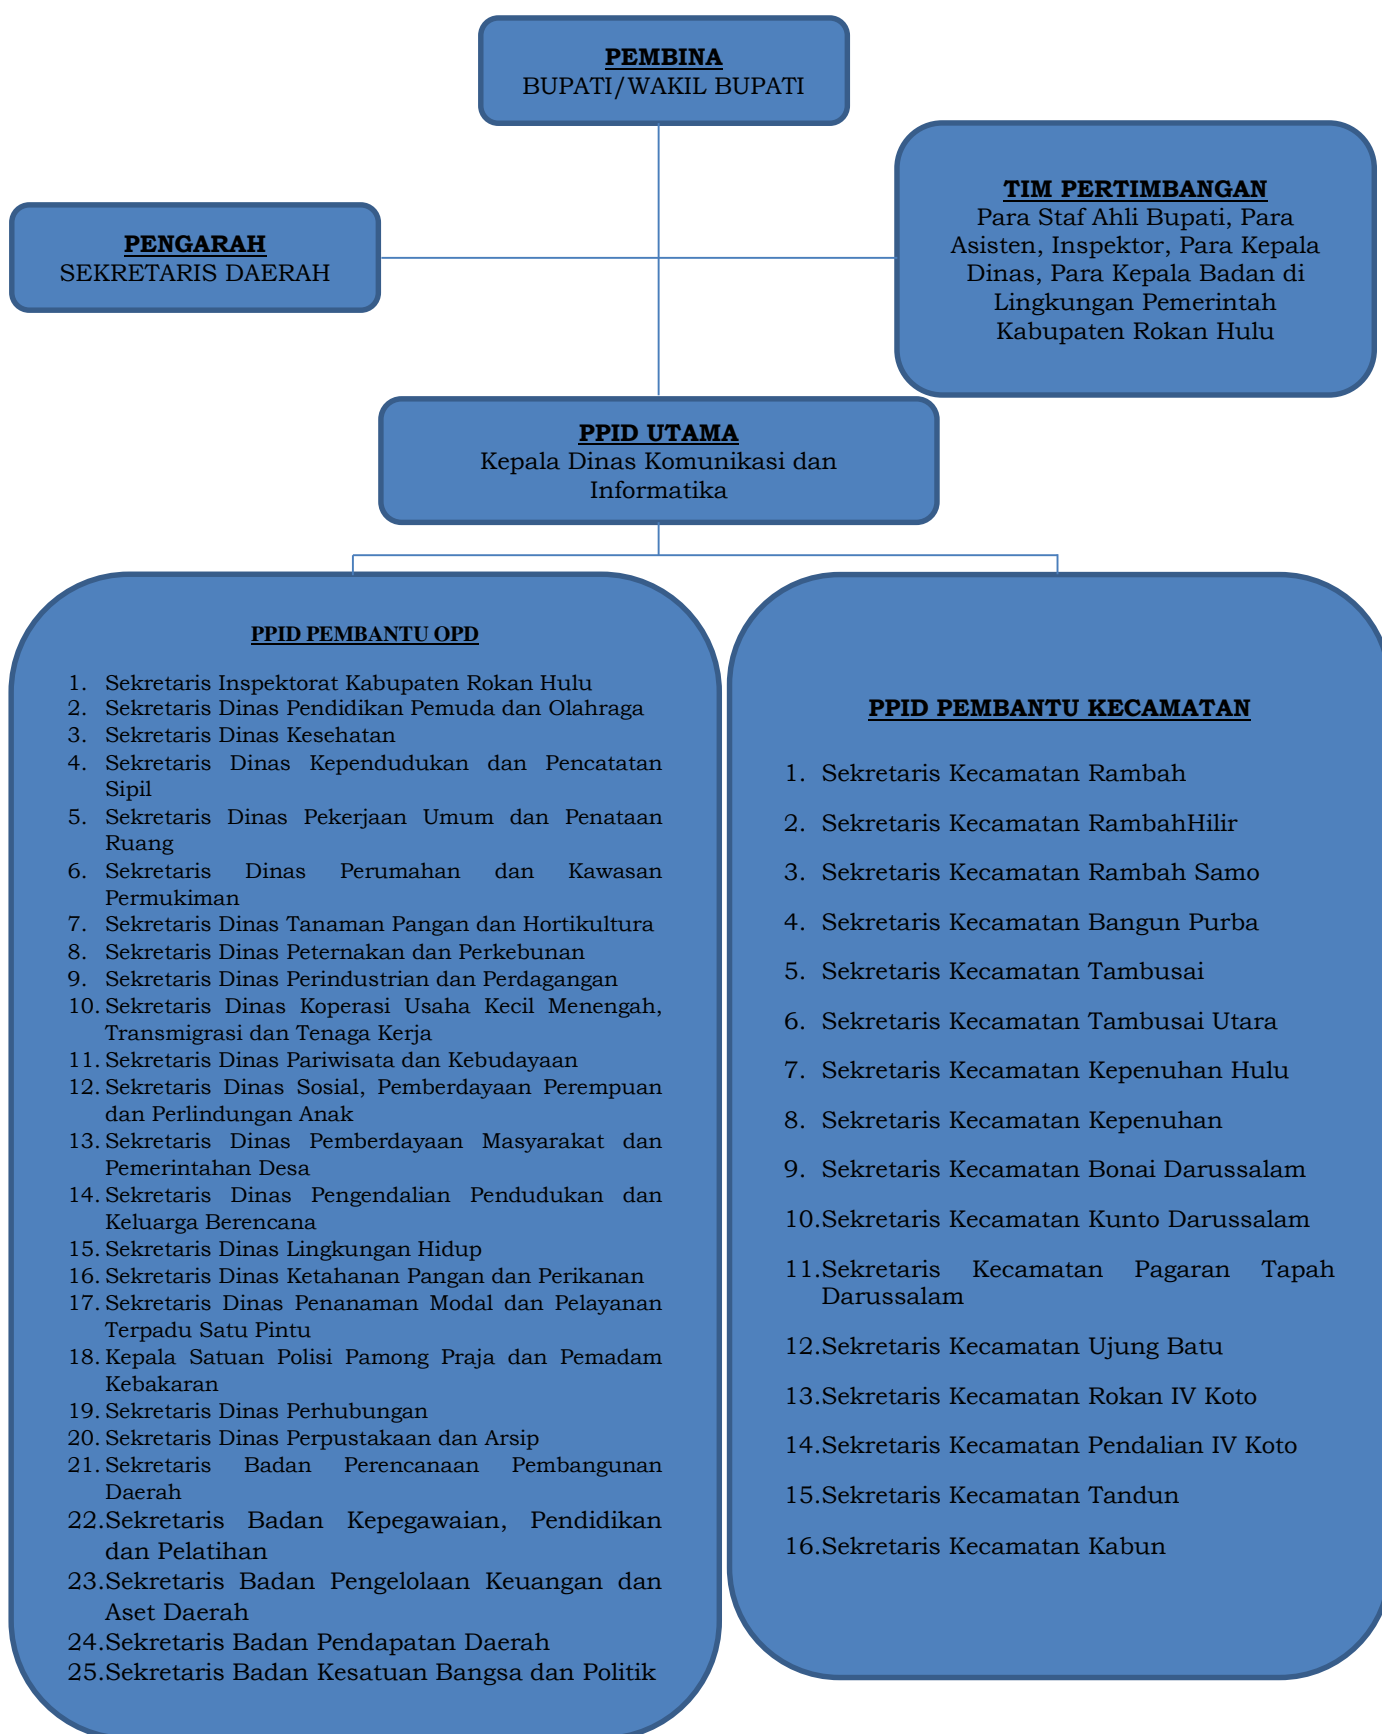 PEMBINA
BUPATI/WAKIL BUPATI
TIM PERTIMBANGAN
Para Staf Ahli Bupati, Para
Asisten, Inspektor, Para Kepala
Dinas, Para Kepala Badan di
Lingkungan Pemerintah
Kabupaten Rokan Hulu
PENGARAH
SEKRETARIS DAERAH
PPID UTAMA
Kepala Dinas Komunikasi dan
Informatika
PPID PEMBANTU OPD
1. Sekretaris Inspektorat Kabupaten Rokan Hulu
2. Sekretaris Dinas Pendidikan Pemuda dan Olahraga
3. Sekretaris Dinas Kesehatan
4. Sekretaris Dinas Kependudukan dan Pencatatan
Sipil
5. Sekretaris Dinas Pekerjaan Umum dan Penataan
Ruang
6. Sekretaris Dinas Perumahan dan Kawasan
Permukiman
7. Sekretaris Dinas Tanaman Pangan dan Hortikultura
8. Sekretaris Dinas Peternakan dan Perkebunan
9. Sekretaris Dinas Perindustrian dan Perdagangan
10. Sekretaris Dinas Koperasi Usaha Kecil Menengah,
Transmigrasi dan Tenaga Kerja
11. Sekretaris Dinas Pariwisata dan Kebudayaan
12. Sekretaris Dinas Sosial, Pemberdayaan Perempuan
dan Perlindungan Anak
13. Sekretaris Dinas Pemberdayaan Masyarakat dan
Pemerintahan Desa
14. Sekretaris Dinas Pengendalian Pendudukan dan
Keluarga Berencana
15. Sekretaris Dinas Lingkungan Hidup
16. Sekretaris Dinas Ketahanan Pangan dan Perikanan
17. Sekretaris Dinas Penanaman Modal dan Pelayanan
Terpadu Satu Pintu
18. Kepala Satuan Polisi Pamong Praja dan Pemadam
Kebakaran
19. Sekretaris Dinas Perhubungan
20. Sekretaris Dinas Perpustakaan dan Arsip
21. Sekretaris Badan Perencanaan Pembangunan
Daerah
22.Sekretaris Badan Kepegawaian, Pendidikan
dan Pelatihan
23.Sekretaris Badan Pengelolaan Keuangan dan
Aset Daerah
24.Sekretaris Badan Pendapatan Daerah
25.Sekretaris Badan Kesatuan Bangsa dan Politik
PPID PEMBANTU KECAMATAN
1. Sekretaris Kecamatan Rambah
2. Sekretaris Kecamatan RambahHilir
3. Sekretaris Kecamatan Rambah Samo
4. Sekretaris Kecamatan Bangun Purba
5. Sekretaris Kecamatan Tambusai
6. Sekretaris Kecamatan Tambusai Utara
7. Sekretaris Kecamatan Kepenuhan Hulu
8. Sekretaris Kecamatan Kepenuhan
9. Sekretaris Kecamatan Bonai Darussalam
10.Sekretaris Kecamatan Kunto Darussalam
11.Sekretaris Kecamatan Pagaran Tapah
Darussalam
12.Sekretaris Kecamatan Ujung Batu
13.Sekretaris Kecamatan Rokan IV Koto
14.Sekretaris Kecamatan Pendalian IV Koto
15.Sekretaris Kecamatan Tandun
16.Sekretaris Kecamatan Kabun